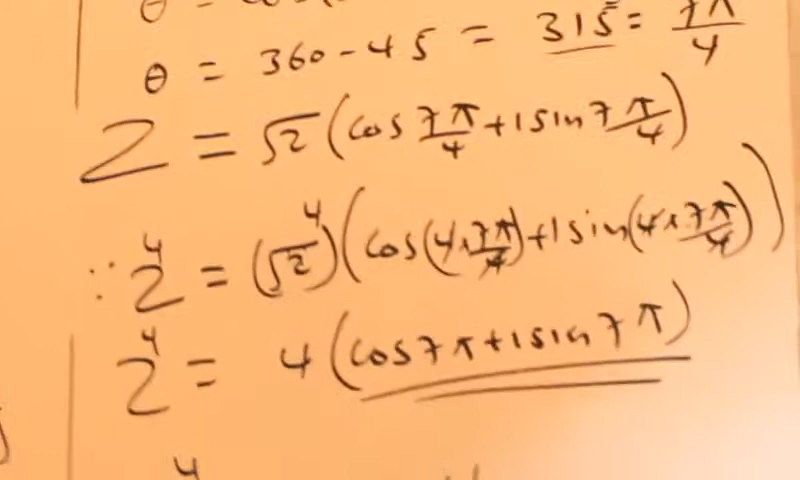 θ = 360-45 = 315 = 7π/4
Z = √2 (cos 7π/4 + i sin 7π/4)
∴ Z⁴ = (√2)⁴ (cos(4×7π/4) + i sin(4×7π/4))
Z⁴ = 4 (cos 7π + i sin 7π)
4